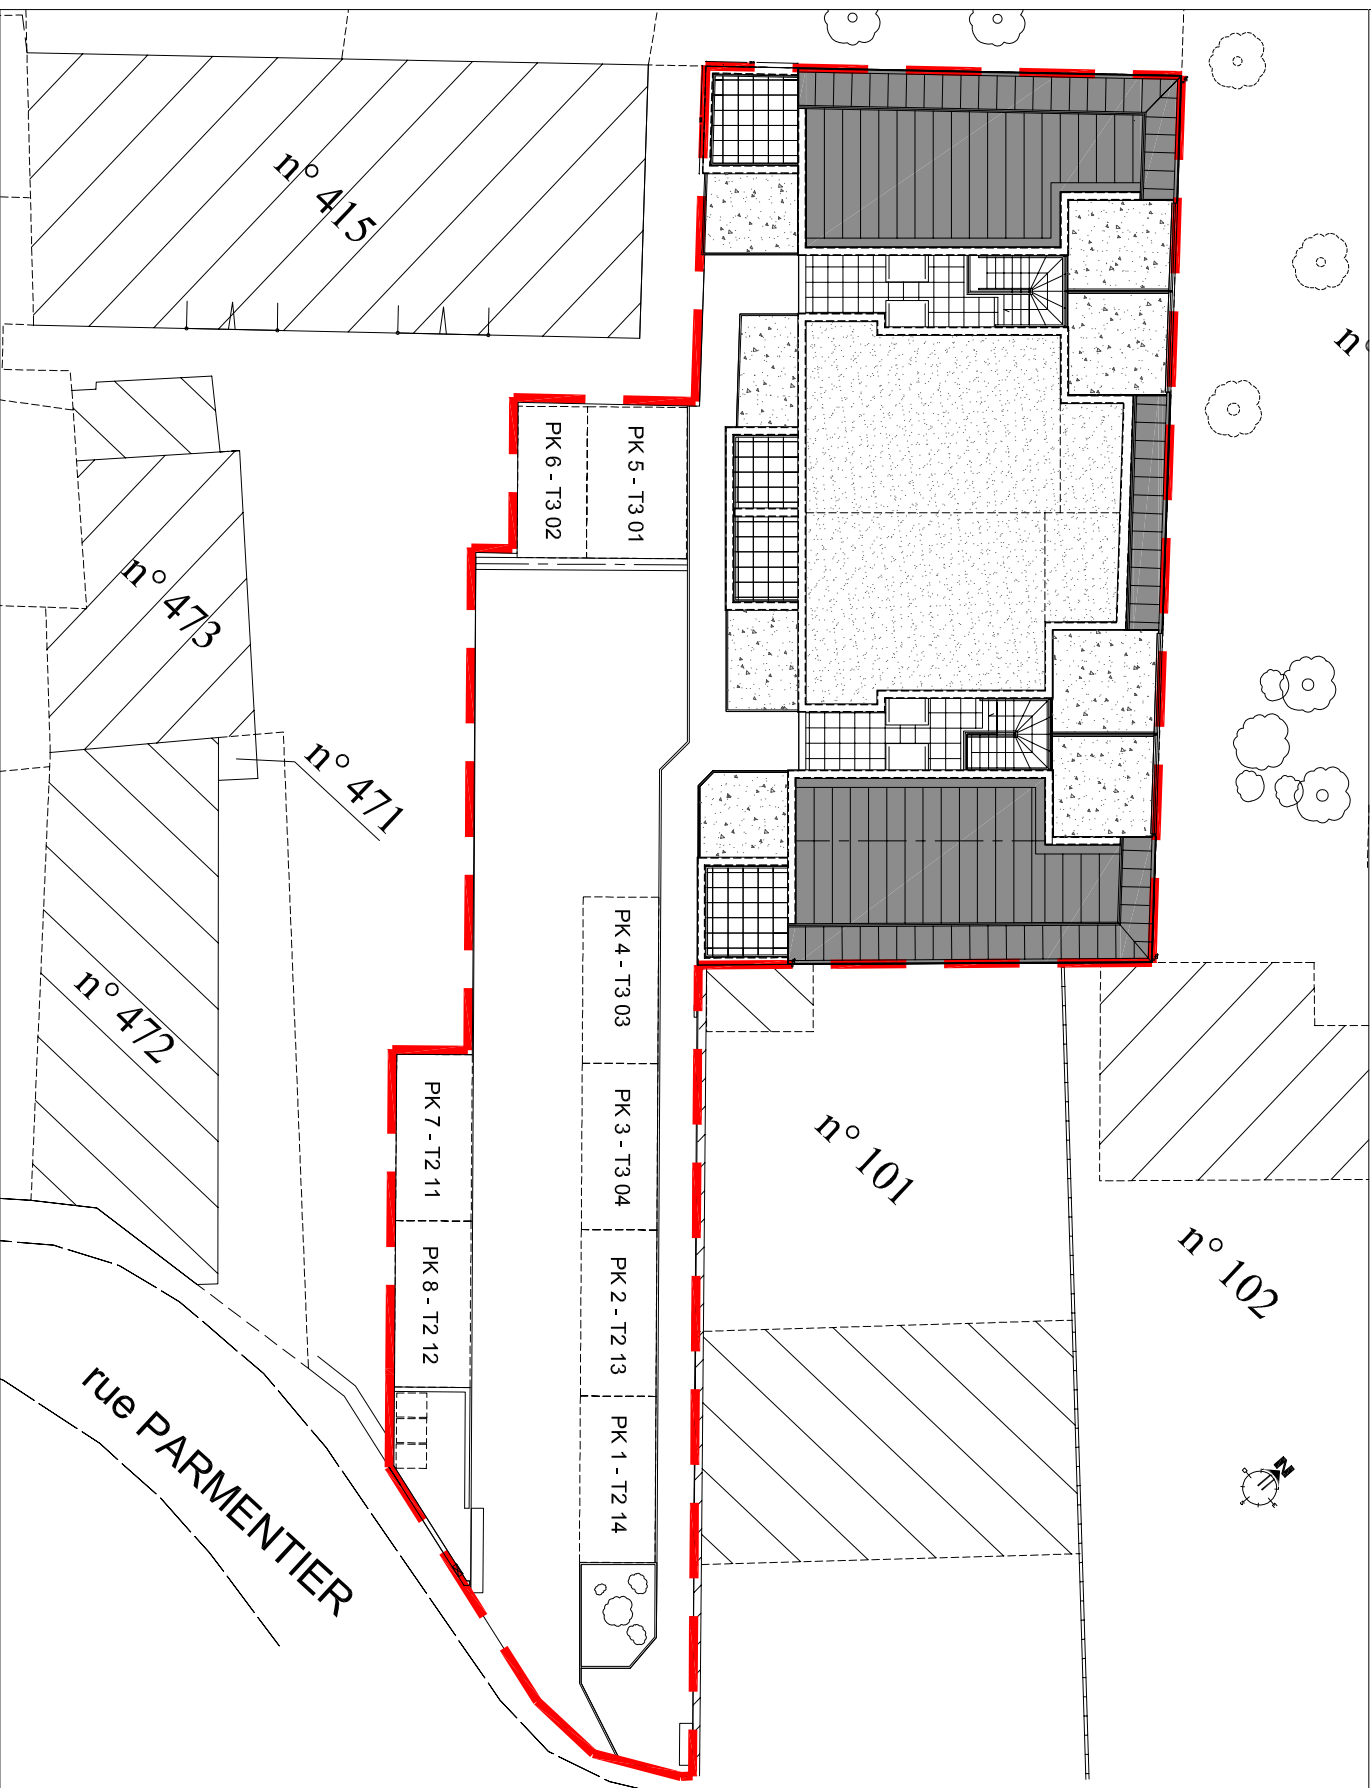 n° 415
n°
PK 5 - T3 01
PK 6 - T3 02
n° 473
n° 471
PK 4 - T3 03
n° 472
PK 3 - T3 04
PK 7 - T2 11
n° 101
PK 8 - T2 12
PK 2 - T2 13
n° 102
PK 1 - T2 14
rue PARMENTIER
N